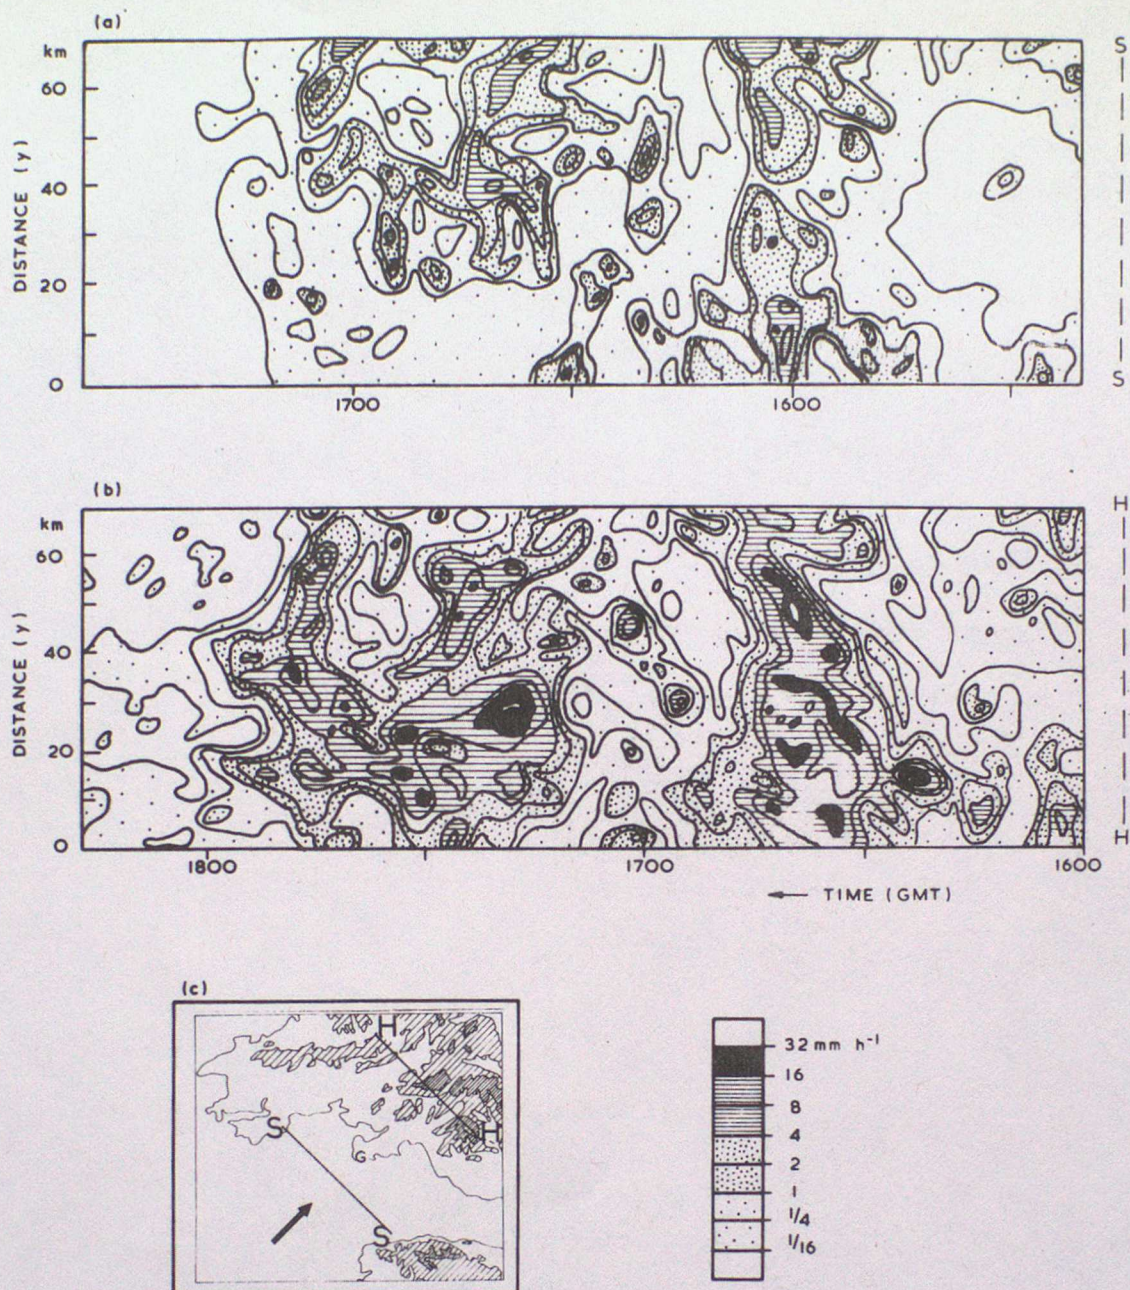 (a)
km
60
40
20
0
DISTANCE (y)
1700
1600
S
S
(b)
km
60
40
20
0
DISTANCE (y)
1800
1700
1600
H
H
← TIME (GMT)
(c)
H
S
H
G
S
32 mm h⁻¹
16
8
4
2
1
1/4
1/16